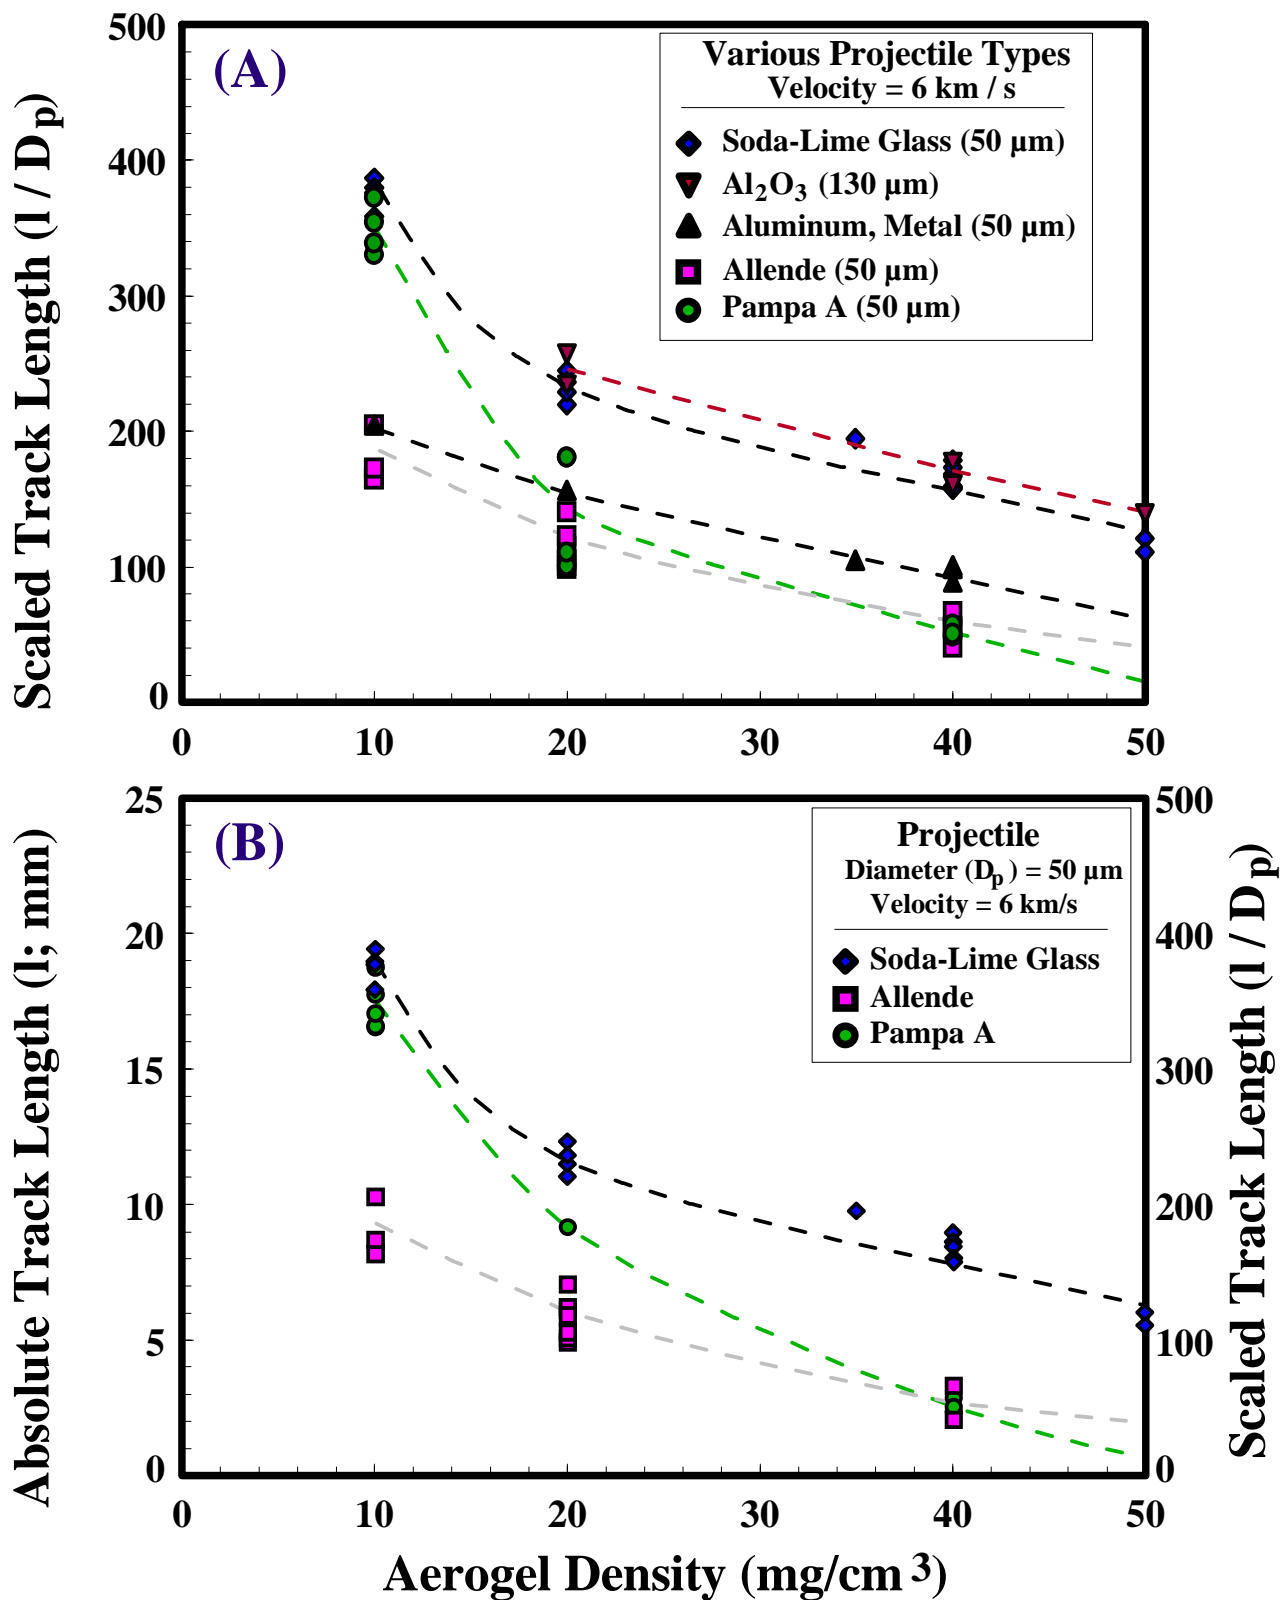 (A)
Various Projectile Types
Velocity = 6 km / s
Soda-Lime Glass (50 µm)
Al2O3 (130 µm)
Aluminum, Metal (50 µm)
Allende (50 µm)
Pampa A (50 µm)
Scaled Track Length (l / Dp)
500
400
300
200
100
0
0 10 20 30 40 50
(B)
Projectile
Diameter (Dp) = 50 µm
Velocity = 6 km/s
Soda-Lime Glass
Allende
Pampa A
Absolute Track Length (l; mm)
25
20
15
10
5
0
500
400
300
200
100
0
Scaled Track Length (l / Dp)
0 10 20 30 40 50
Aerogel Density (mg/cm3)